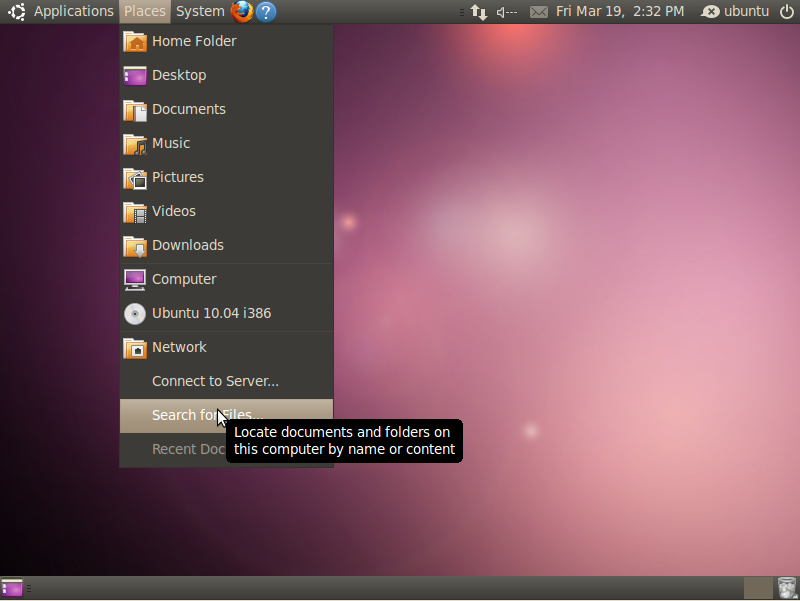 Applications Places System ? Fri Mar 19, 2:32 PM ubuntu
Home Folder
Desktop
Documents
Music
Pictures
Videos
Downloads
Computer
Ubuntu 10.04 i386
Network
Connect to Server...
Search for Files...
Locate documents and folders on
this computer by name or content
Recent Doc